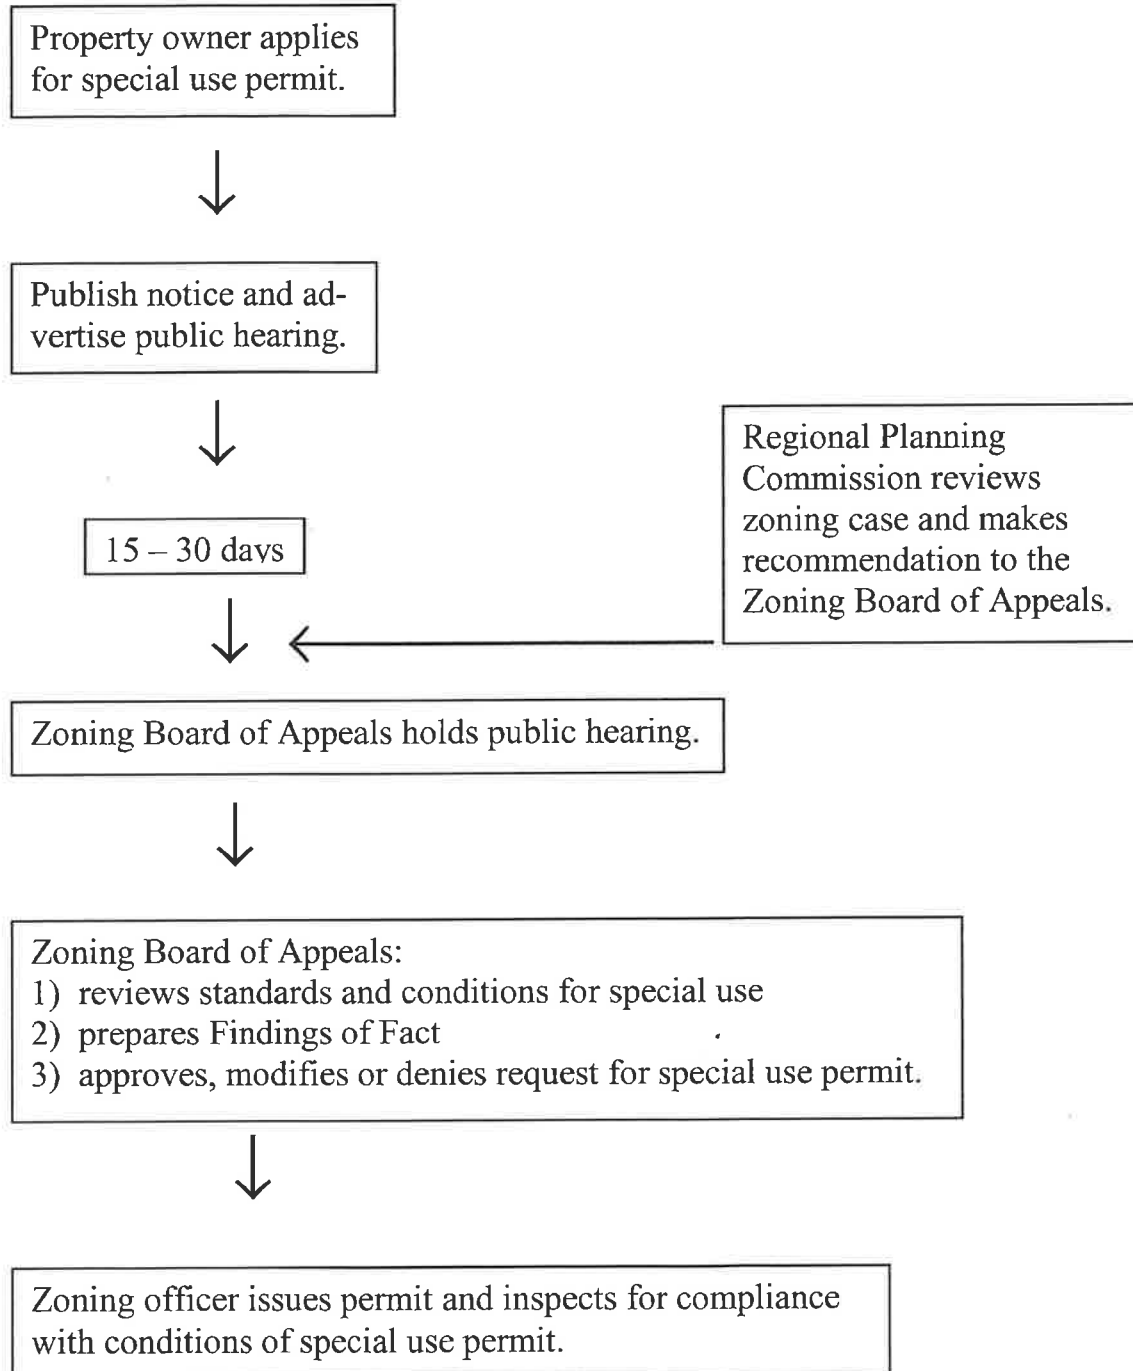 Property owner applies
for special use permit.
Publish notice and ad-
vertise public hearing.
15 – 30 days
Regional Planning
Commission reviews
zoning case and makes
recommendation to the
Zoning Board of Appeals.
Zoning Board of Appeals holds public hearing.
Zoning Board of Appeals:
1) reviews standards and conditions for special use
2) prepares Findings of Fact
3) approves, modifies or denies request for special use permit.
Zoning officer issues permit and inspects for compliance
with conditions of special use permit.